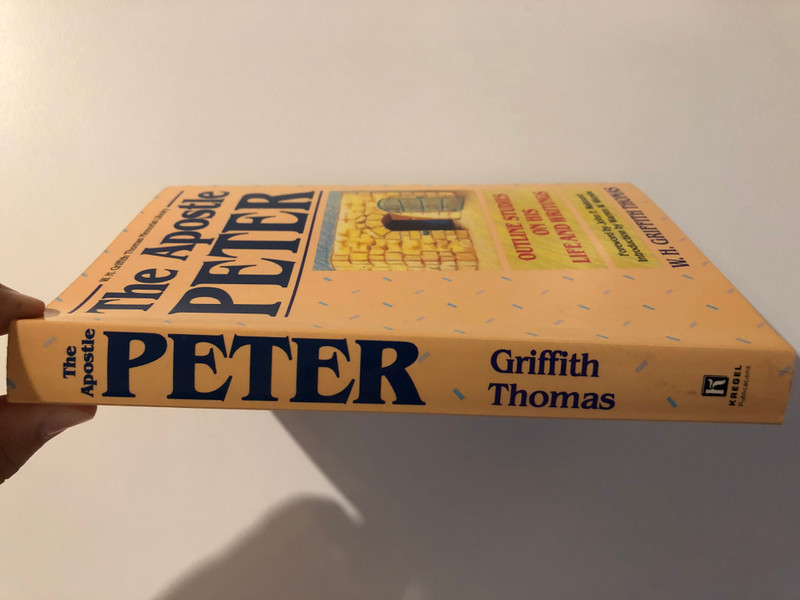 W. H. Griffith Thomas Memorial Library
The Apostle
PETER
OUTLINE STUDIES
ON HIS
LIFE AND WRITINGS
W. H. GRIFFITH THOMAS
The
Apostle
PETER
Griffith
Thomas
K
KREGEL
Publications